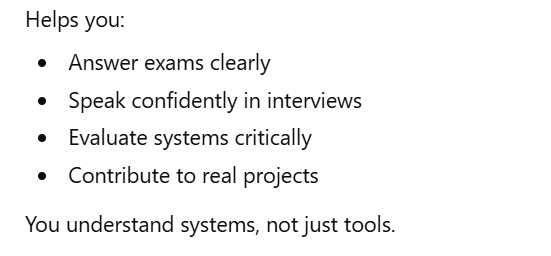 Helps you:
• Answer exams clearly
• Speak confidently in interviews
• Evaluate systems critically
• Contribute to real projects
You understand systems, not just tools.